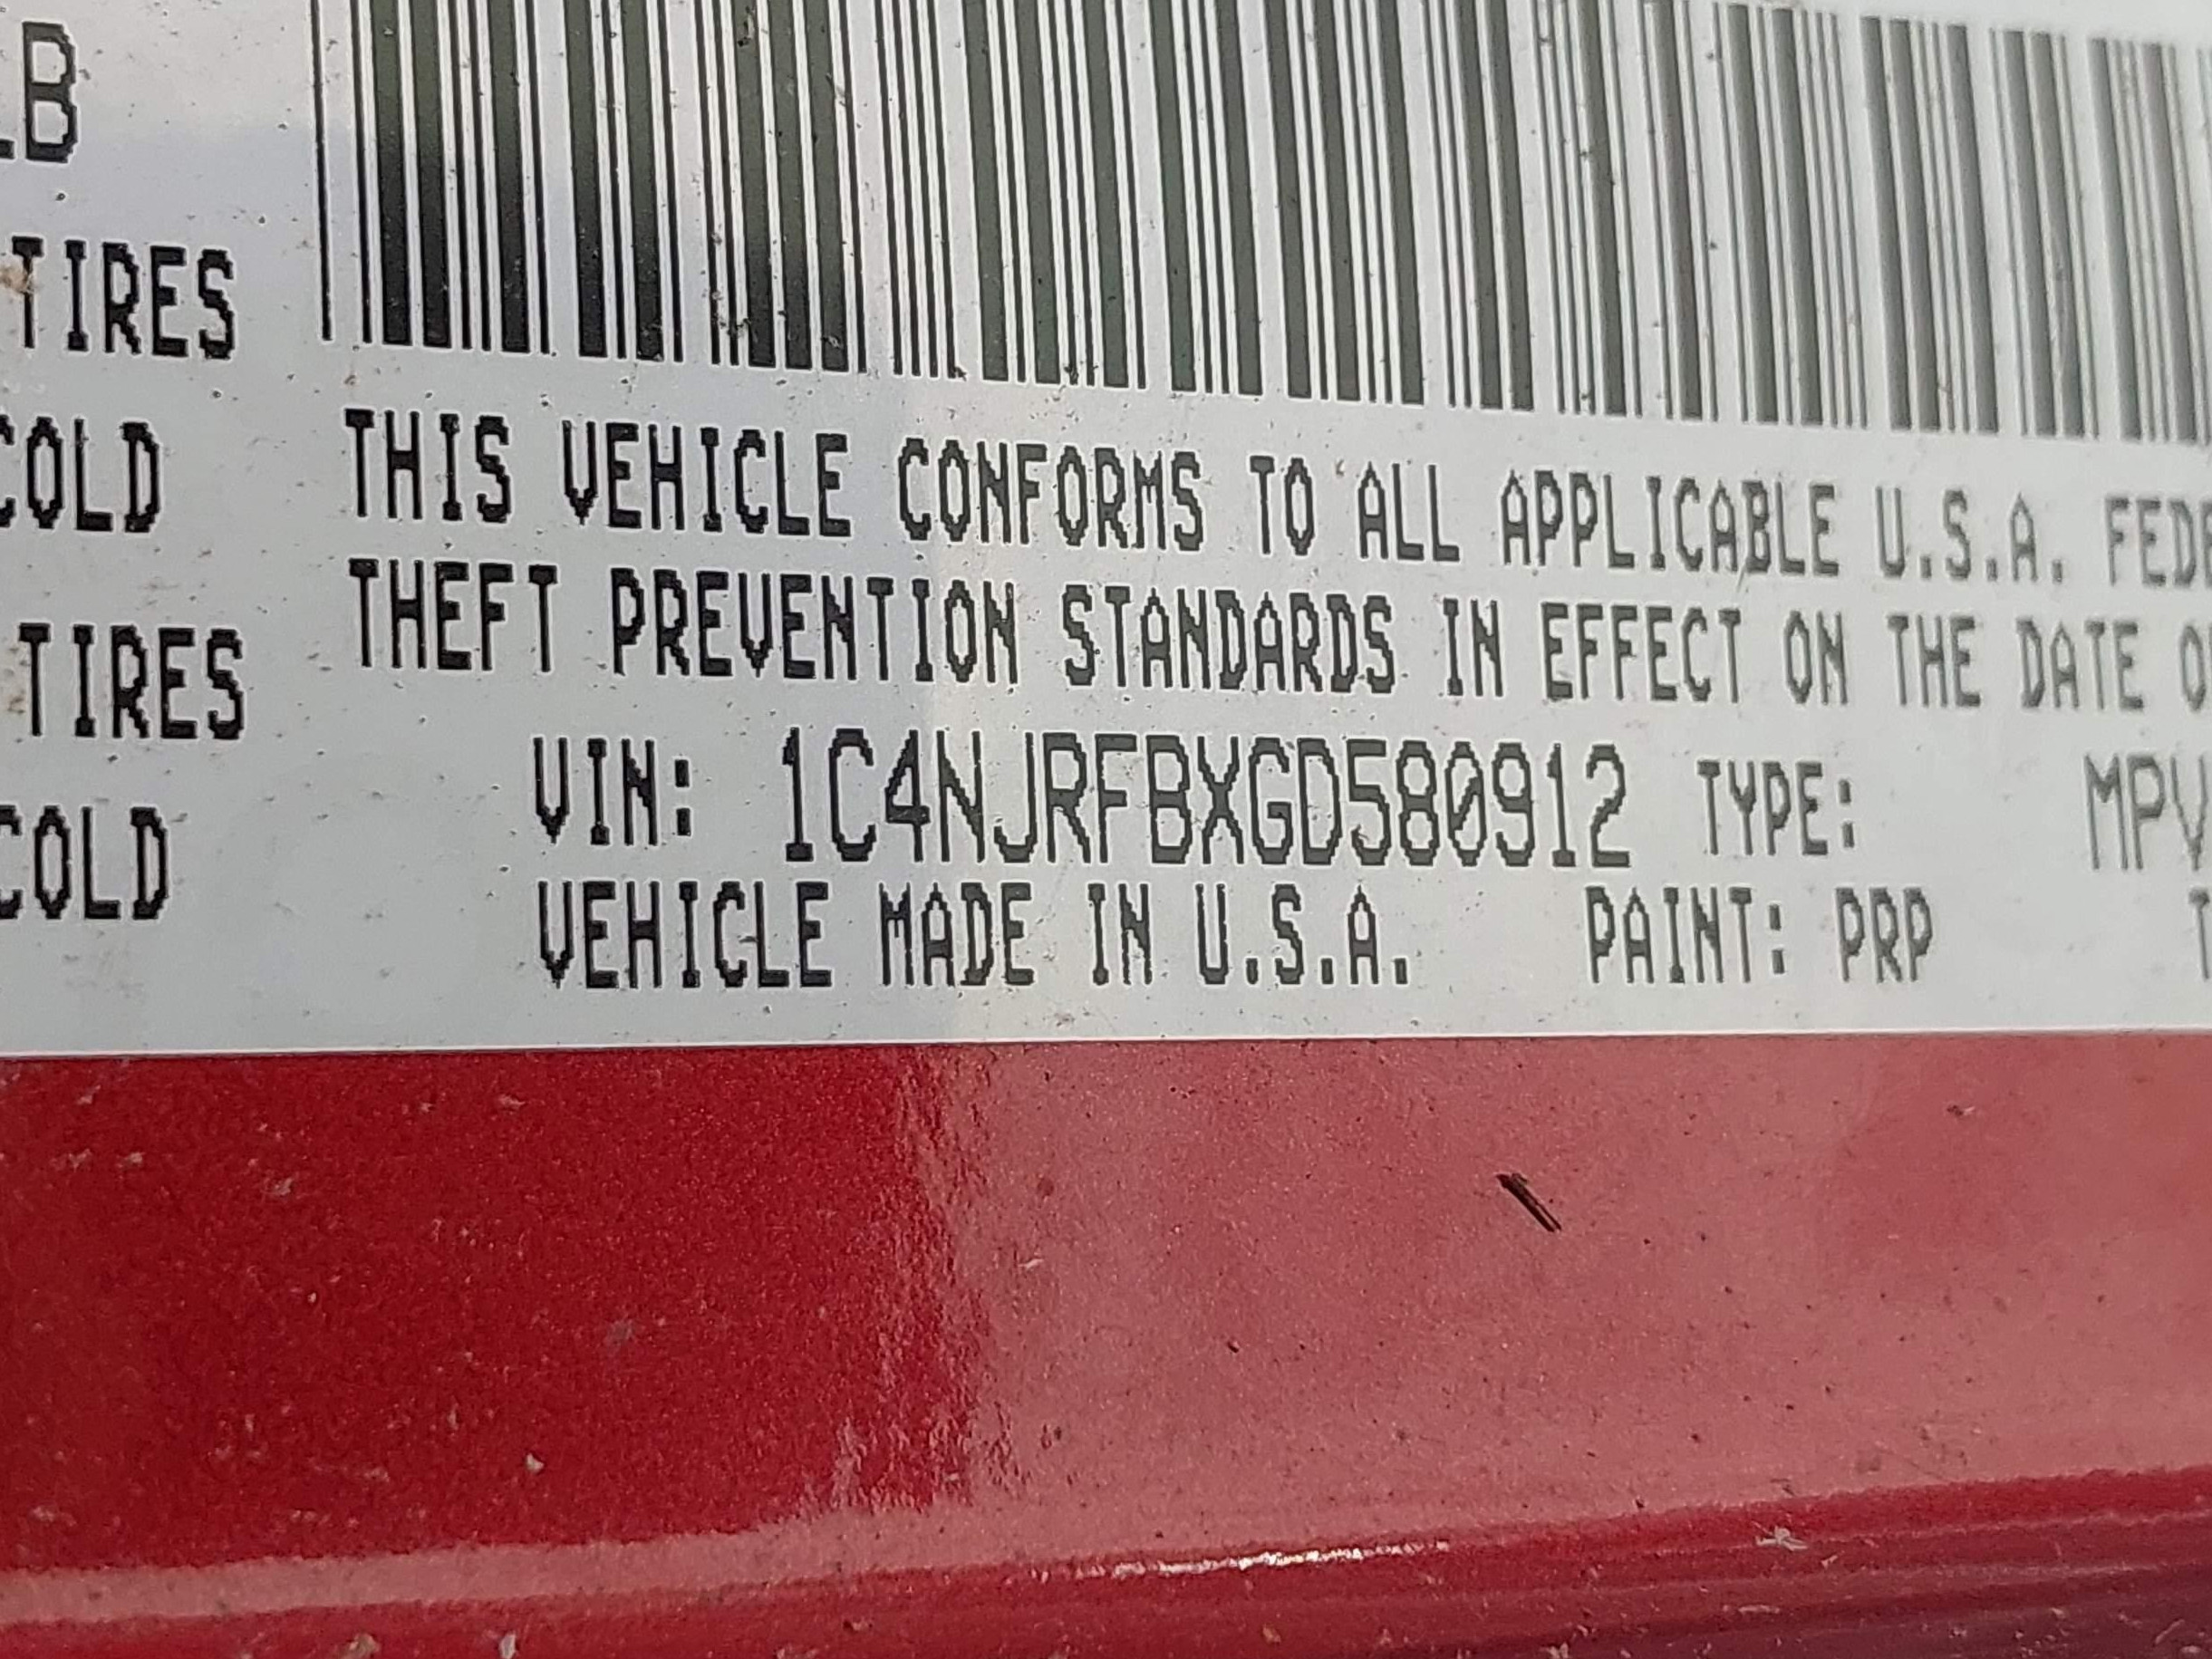 LB
TIRES
COLD
TIRES
COLD
THIS VEHICLE CONFORMS TO ALL APPLICABLE U.S.A. FEDE
THEFT PREVENTION STANDARDS IN EFFECT ON THE DATE O
VIN: 1C4NJRFBXGD580912 TYPE: MPV
VEHICLE MADE IN U.S.A. PAINT: PRP T